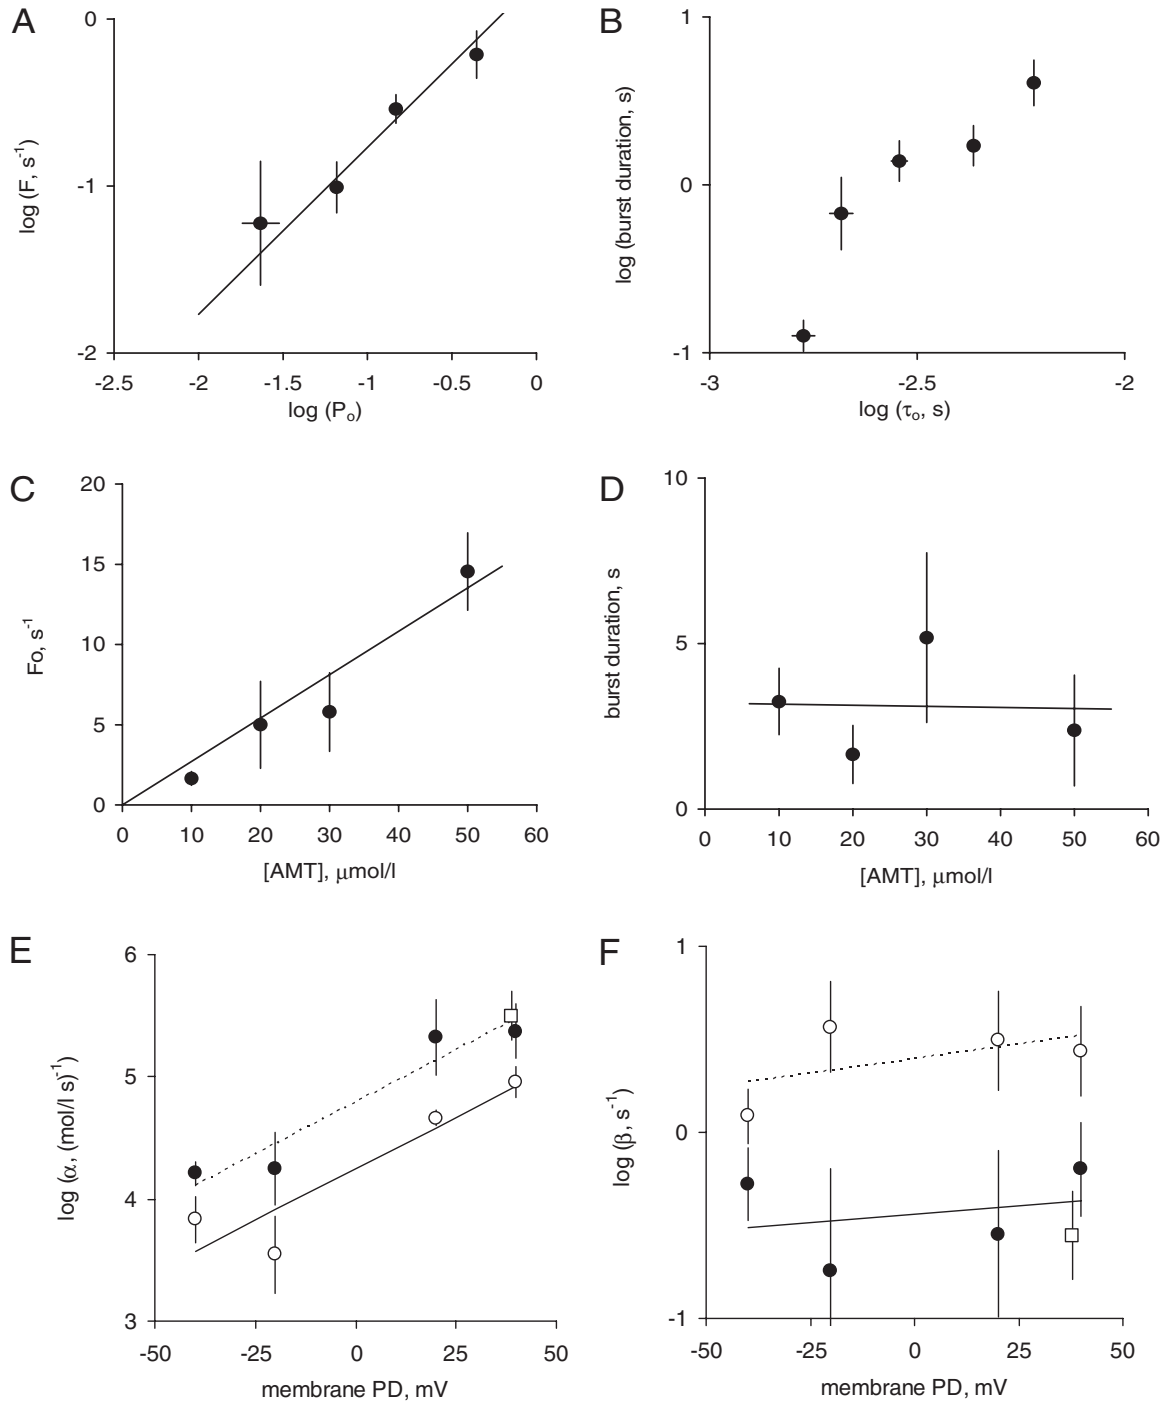 A
0
-1
-2
log (F, s-1)
-2.5 -2 -1.5 -1 -0.5 0
log (Po)
B
1
0
-1
log (burst duration, s)
-3 -2.5 -2
log (τo, s)
C
20
15
10
5
0
Fo, s-1
0 10 20 30 40 50 60
[AMT], μmol/l
D
10
5
0
burst duration, s
0 10 20 30 40 50 60
[AMT], μmol/l
E
6
5
4
3
log (α, (mol/l s)-1)
-50 -25 0 25 50
membrane PD, mV
F
1
0
-1
log (β, s-1)
-50 -25 0 25 50
membrane PD, mV